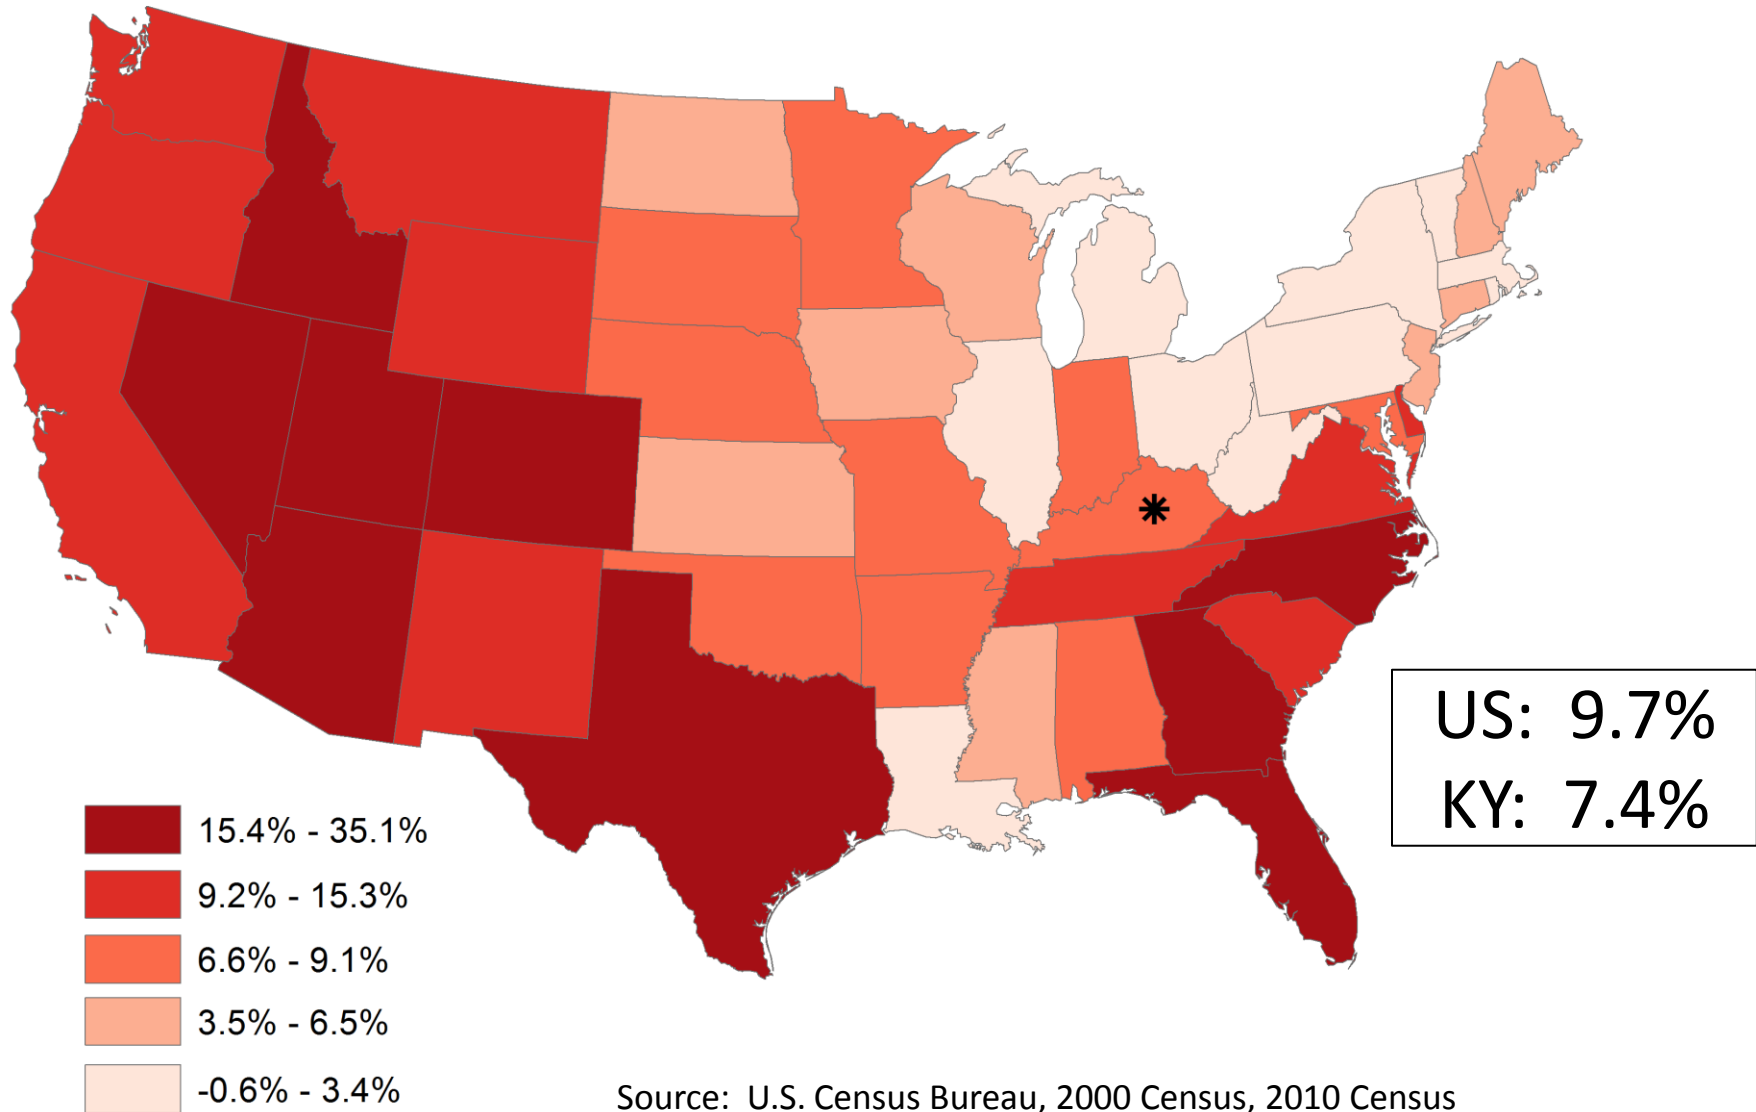 US: 9.7%
KY: 7.4%
15.4% - 35.1%
9.2% - 15.3%
6.6% - 9.1%
3.5% - 6.5%
-0.6% - 3.4%
Source: U.S. Census Bureau, 2000 Census, 2010 Census